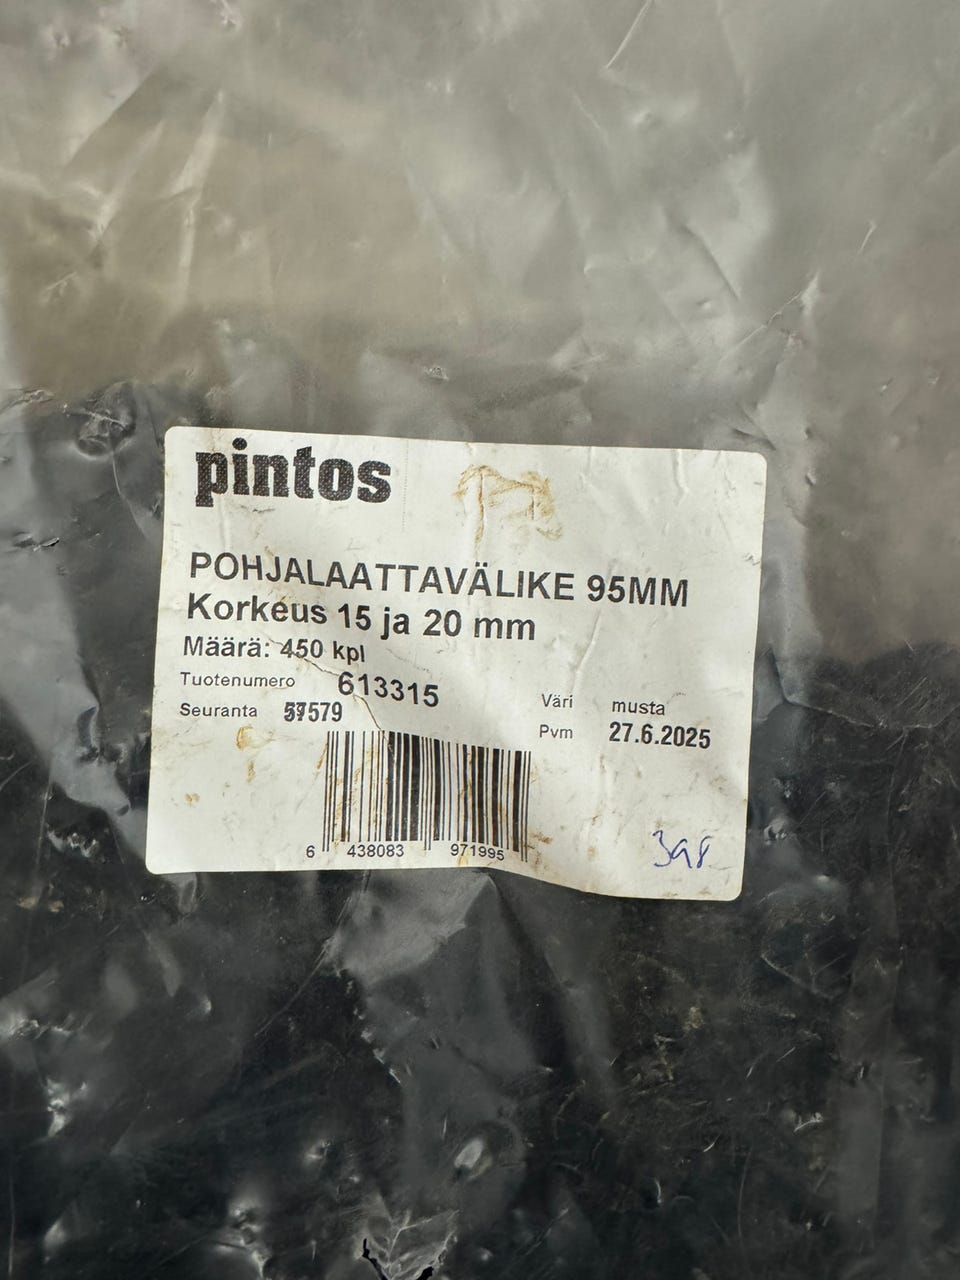 pintos
POHJALAATTAVÄLIKE 95MM
Korkeus 15 ja 20 mm
Määrä: 450 kpl
Tuotenumero 613315
Seuranta
Väri musta
Pvm 27.6.2025
6 438083 971995